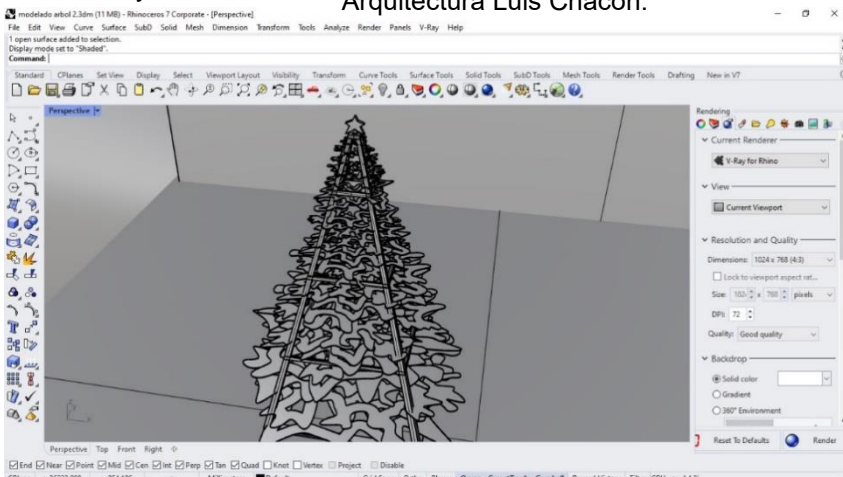 Arquitectura Luis Chacón.
modelado arbol 2.3dm (11 MB) - Rhinoceros 7 Corporate - [Perspective]
File Edit View Curve Surface SubD Solid Mesh Dimension Transform Tools Analyze Render Panels V-Ray Help
1 open surface added to selection.
Display mode set to "Shaded".
Command:
Standard CPlanes Set View Display Select Viewport Layout Visibility Transform Curve Tools Surface Tools Solid Tools SubD Tools Mesh Tools Render Tools Drafting New in V7
Perspective
Rendering
Current Renderer
V-Ray for Rhino
View
Current Viewport
Resolution and Quality
Dimensions: 1024 x 768 (4:3)
Lock to viewport aspect rat...
Size: 102 x 768 pixels
DPI: 72
Quality: Good quality
Backdrop
Solid color
Gradient
360° Environment
Reset To Defaults Render
Perspective Top Front Right
End Near Point Mid Cen Int Perp Tan Quad Knot Vertex Project Disable